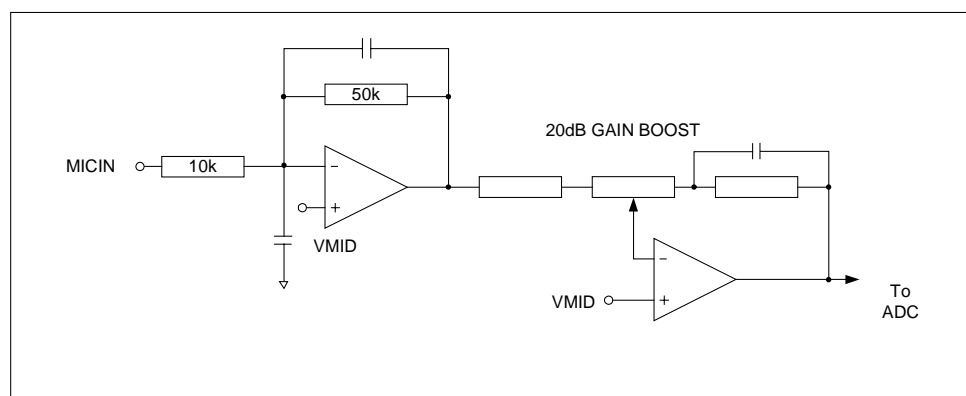 50k
20dB GAIN BOOST
MICIN
10k
−
+
VMID
−
VMID
+
To
ADC